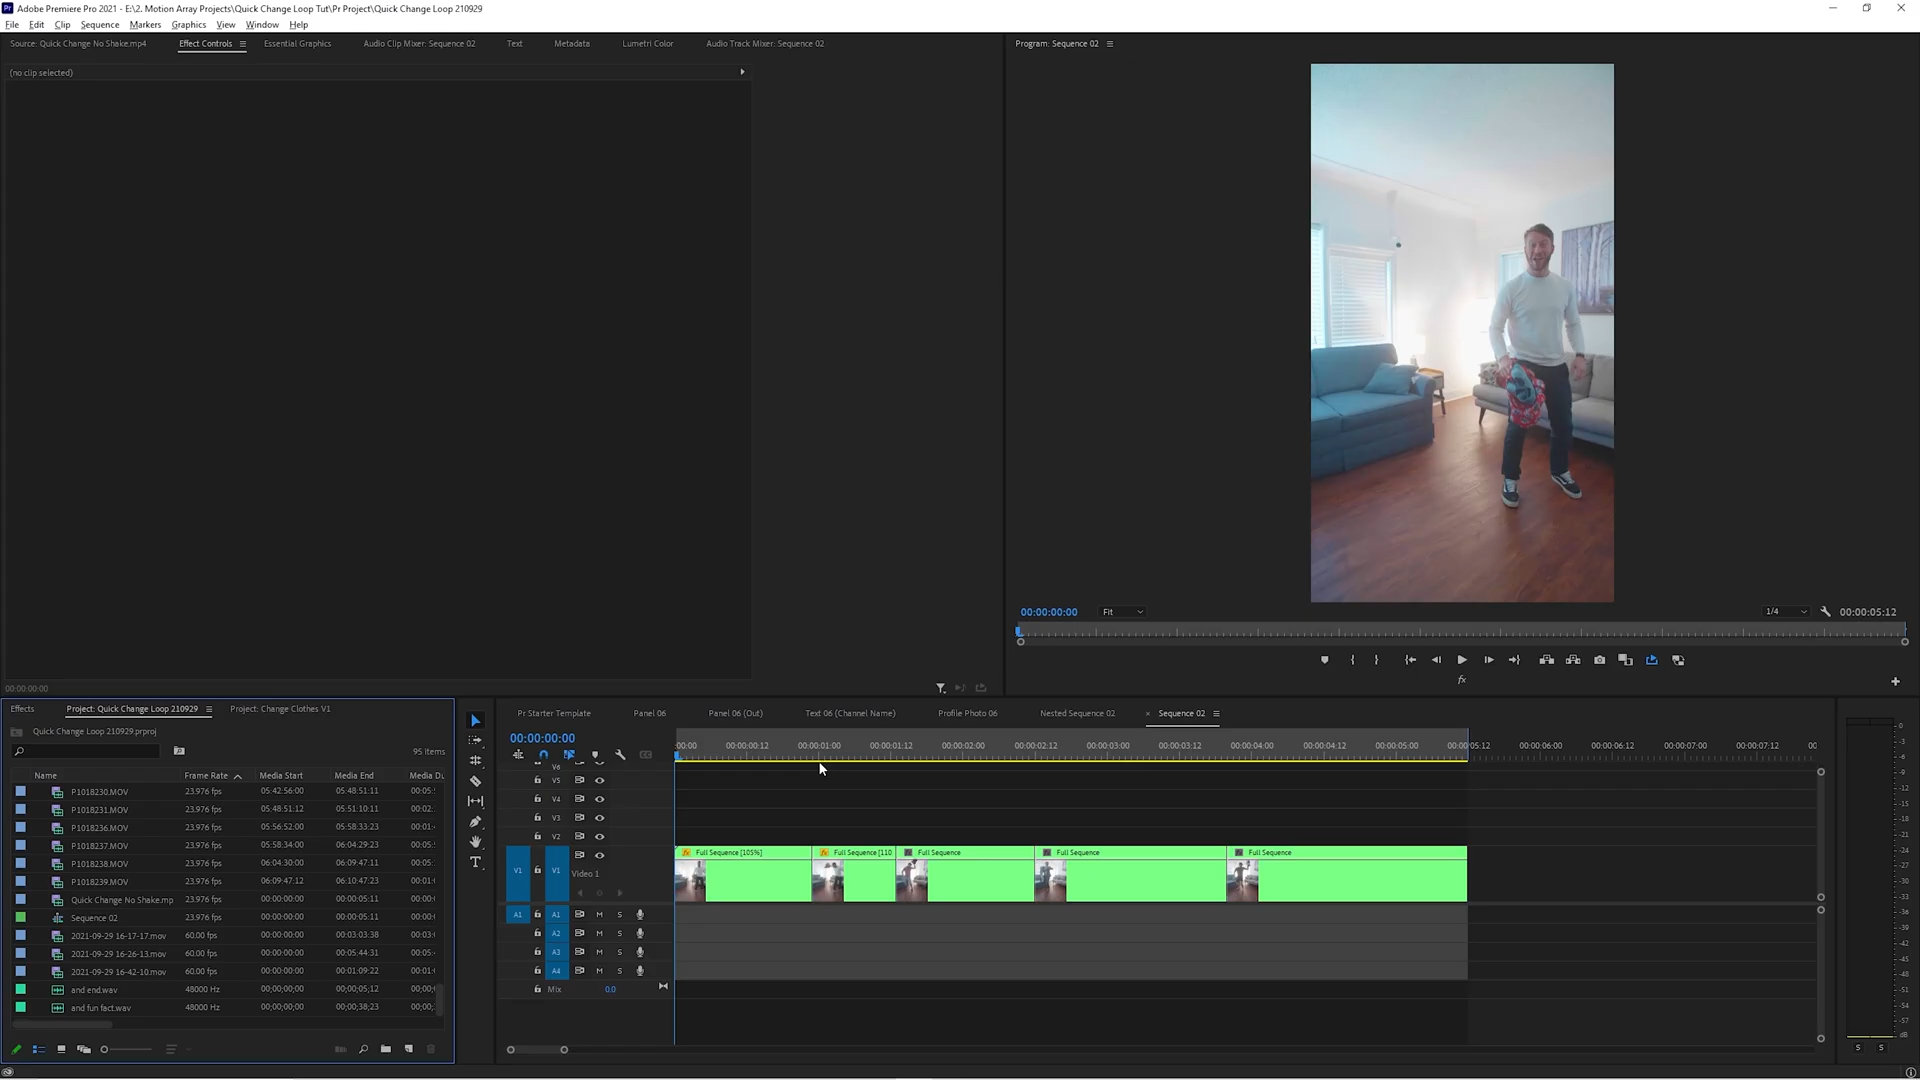 Adobe Premiere Pro 2021 - E:\2. Motion Array Projects\Quick Change Loop Tut\Pr Project\Quick Change Loop 210929
File Edit Clip Sequence Markers Graphics View Window Help
Source: Quick Change No Shake.mp4 Effect Controls Essential Graphics Audio Clip Mixer: Sequence 02 Text Metadata Lumetri Color Audio Track Mixer: Sequence 02
Program: Sequence 02
(no clip selected)
00:00:00:00 Fit 1/4 00:00:05:12
00:00:00:00
Effects Project: Quick Change Loop 210929 Project: Change Clothes V1
Quick Change Loop 210929.prproj
95 items
Name Frame Rate Media Start Media End Media Du
P1018230.MOV 23.976 fps 05:42:56:00 05:48:51:11 00:05:
P1018231.MOV 23.976 fps 05:48:51:12 05:51:10:11 00:02:
P1018236.MOV 23.976 fps 05:56:52:00 05:58:33:23 00:01:
P1018237.MOV 23.976 fps 05:58:34:00 06:04:29:23 00:05:
P1018238.MOV 23.976 fps 06:04:30:00 06:09:47:11 00:05:
P1018239.MOV 23.976 fps 06:09:47:12 06:10:47:23 00:01:
Quick Change No Shake.mp 23.976 fps 00:00:00:00 00:00:05:11 00:00:
Sequence 02 23.976 fps 00:00:00:00 00:00:05:11 00:00:
2021-09-29 16-17-17.mov 60.00 fps 00:00:00:00 00:03:03:38 00:03:
2021-09-29 16-26-13.mov 60.00 fps 00:00:00:00 00:05:44:31 00:05:
2021-09-29 16-42-10.mov 60.00 fps 00:00:00:00 00:01:09:22 00:01:
and end.wav 48000 Hz 00;00;00;00 00;00;05;12 00;00;
and fun fact.wav 48000 Hz 00;00;00;00 00;00;38;23 00;00;
Pr Starter Template Panel 06 Panel 06 (Out) Text 06 (Channel Name) Profile Photo 06 Nested Sequence 02 × Sequence 02
00:00:00:00
:00:00 00:00:00:12 00:00:01:00 00:00:01:12 00:00:02:00 00:00:02:12 00:00:03:00 00:00:03:12 00:00:04:00 00:00:04:12 00:00:05:00 00:00:05:12 00:00:06:00 00:00:06:12 00:00:07:00 00:00:07:12 00
V6
V5
V4
V3
V2
Full Sequence [105%] Full Sequence [110 Full Sequence Full Sequence Full Sequence
V1 V1 Video 1
A1 A1 M S
A2 M S
A3 M S
A4 M S
Mix 0.0
0
-3
-6
-9
-12
-15
-18
-21
-24
-27
-30
-33
-36
-39
-42
-45
-48
-51
-54
-57
dB
S S